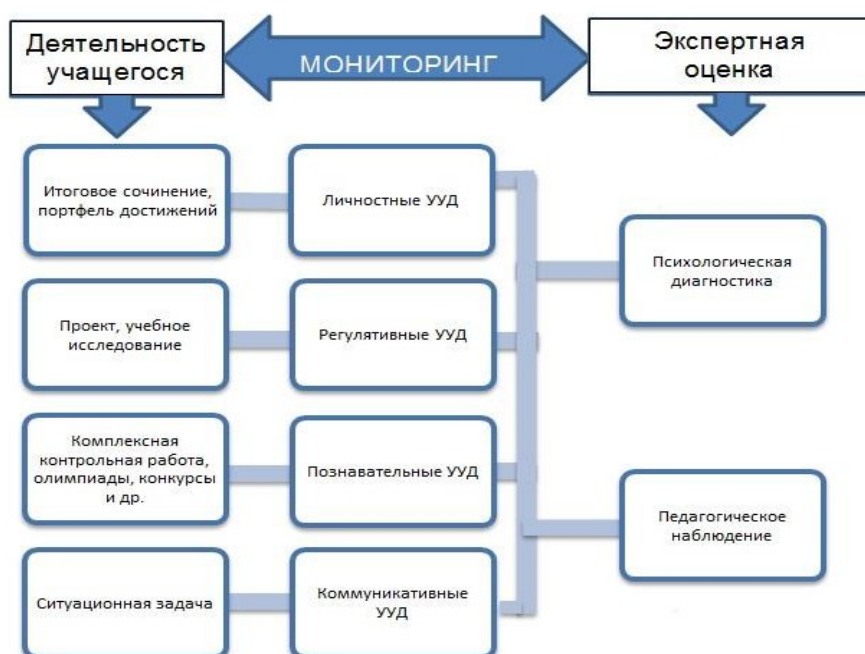 Деятельность
учащегося
МОНИТОРИНГ
Экспертная
оценка
Итоговое сочинение,
портфель достижений
Личностные УУД
Психологическая
диагностика
Проект, учебное
исследование
Регулятивные УУД
Комплексная
контрольная работа,
олимпиады, конкурсы
и др.
Познавательные УУД
Педагогическое
наблюдение
Ситуационная задача
Коммуникативные
УУД